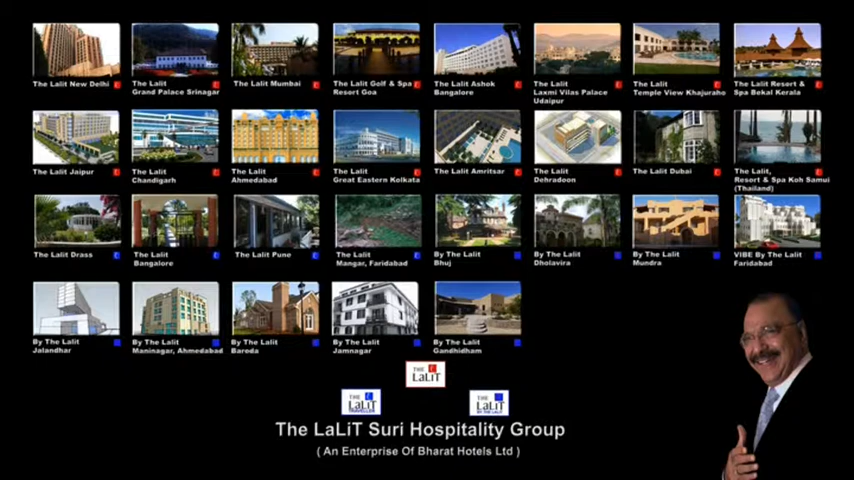 The Lalit New Delhi
The Lalit
Grand Palace Srinagar
The Lalit Mumbai
The Lalit Golf & Spa
Resort Goa
The Lalit Ashok
Bangalore
The Lalit
Laxmi Vilas Palace
Udaipur
The Lalit
Temple View Khajuraho
The Lalit Resort &
Spa Bekal Kerala
The Lalit Jaipur
The Lalit
Chandigarh
The Lalit
Ahmedabad
The Lalit
Great Eastern Kolkata
The Lalit Amritsar
The Lalit
Dehradoon
The Lalit Dubai
The Lalit,
Resort & Spa Koh Samui
(Thailand)
The Lalit Drass
The Lalit
Bangalore
The Lalit Pune
The Lalit
Mangar, Faridabad
By The Lalit
Bhuj
By The Lalit
Dholavira
By The Lalit
Mundra
VIBE By The Lalit
Faridabad
By The Lalit
Jalandhar
By The Lalit
Maninagar, Ahmedabad
By The Lalit
Baroda
By The Lalit
Jamnagar
By The Lalit
Gandhidham
THE
LaLiT
THE
LaLiT
TRAVELLER
THE
LaLiT
BY THE LALIT
The LaLiT Suri Hospitality Group
( An Enterprise Of Bharat Hotels Ltd )